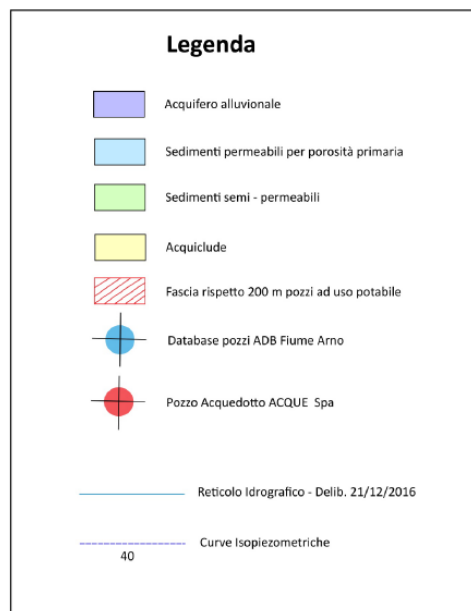 Legenda
Acquifero alluvionale
Sedimenti permeabili per porosità primaria
Sedimenti semi - permeabili
Acquiclude
Fascia rispetto 200 m pozzi ad uso potabile
Database pozzi ADB Fiume Arno
Pozzo Acquedotto ACQUE Spa
Reticolo Idrografico - Delib. 21/12/2016
Curve Isopiezometriche
40